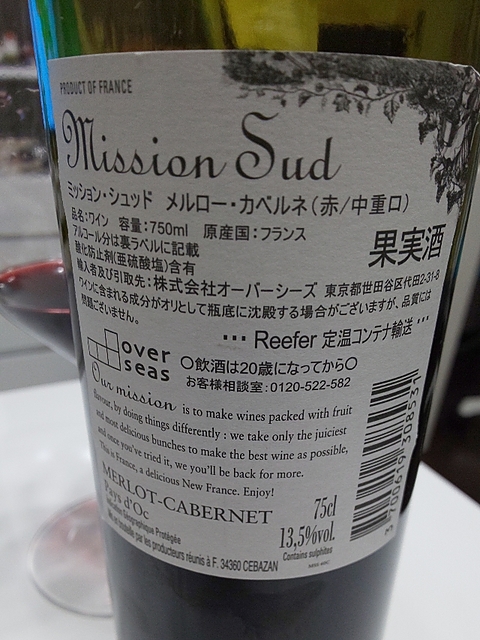 PRODUCT OF FRANCE
Mission Sud
ミッション・シュッド メルロー・カベルネ(赤/中重口)
品名:ワイン 容量:750ml 原産国:フランス
アルコール分は裏ラベルに記載
果実酒
酸化防止剤(亜硫酸塩)含有
輸入者及び引取先:株式会社オーバーシーズ 東京都世田谷区代田2-31-8
ワインに含まれる成分がオリとして瓶底に沈殿する場合がございますが、品質には
問題ございません。
… Reefer 定温コンテナ輸送 …
over
seas
〇飲酒は20歳になってから〇
お客様相談室:0120-522-582
Our mission is to make wines packed with fruit
flavour, by doing things differently : we take only the juiciest
and most delicious bunches to make the best wine as possible,
and once you've tried it, we you'll be back for more.
This is France, a delicious New France. Enjoy!
MERLOT-CABERNET
Pays d'Oc
Indication Géographique Protégée
Mis en bouteille par les producteurs réunis à F. 34360 CEBAZAN
75cl
13,5%vol.
Contains sulphites
3 760619 308531